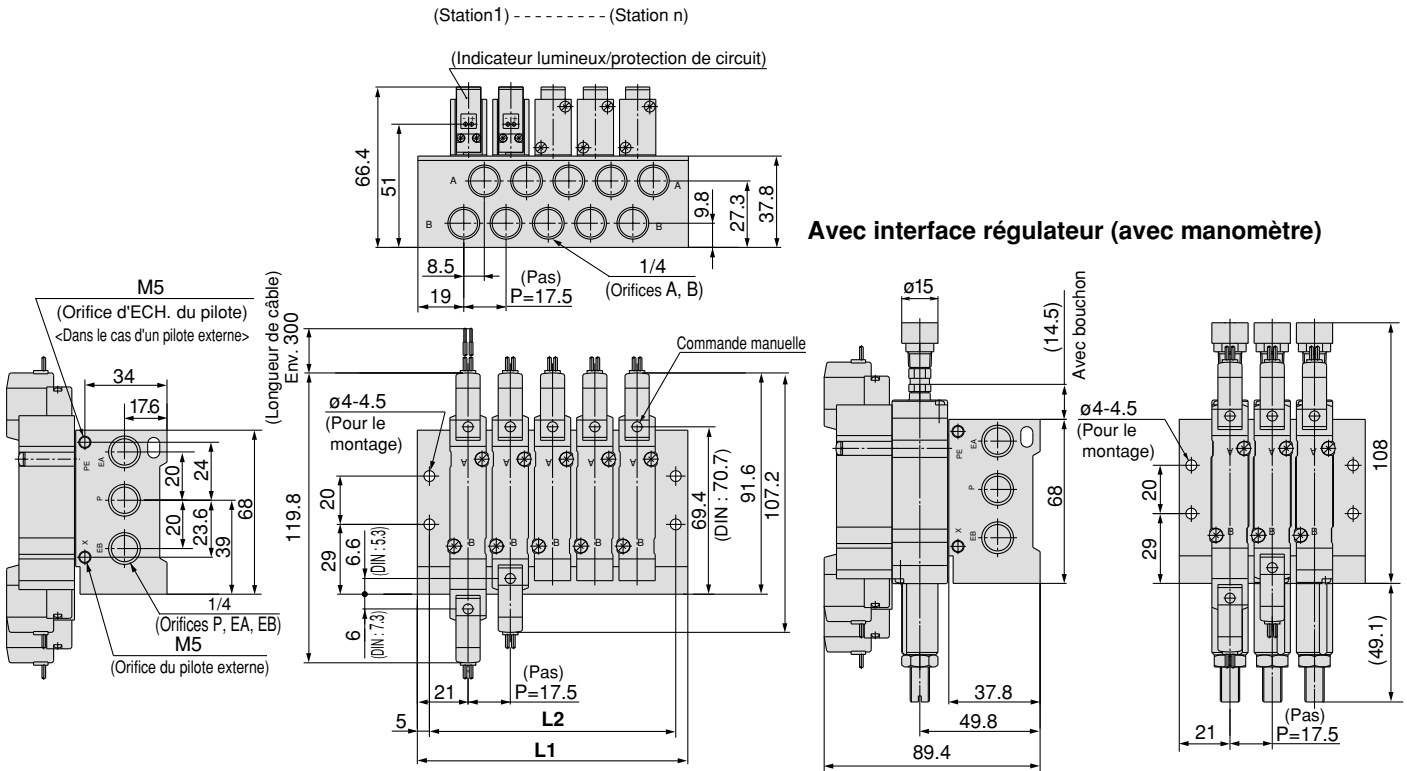 (Station1) - - - - - - - - - (Station n)
(Indicateur lumineux/protection de circuit)
66.4
51
A
A
B
B
9.8
27.3
37.8
8.5
19
(Pas)
P=17.5
1/4
(Orifices A, B)
Avec interface régulateur (avec manomètre)
M5
(Orifice d'ECH. du pilote)
<Dans le cas d'un pilote externe>
34
17.6
PE
EA
P
X
EB
20
24
20
23.6
39
68
1/4
(Orifices P, EA, EB)
M5
(Orifice du pilote externe)
(Longueur de câble)
Env. 300
Commande manuelle
ø4-4.5
(Pour le
montage)
119.8
20
29
6.6
(DIN : 5.3)
6
(DIN : 7.3)
A
A
A
A
A
B
B
B
B
B
69.4
(DIN : 70.7)
91.6
107.2
21
(Pas)
P=17.5
5
L2
L1
ø15
(14.5)
Avec bouchon
PE
EA
P
X
EB
68
37.8
49.8
89.4
ø4-4.5
(Pour le
montage)
20
29
A
A
A
B
B
B
108
(49.1)
21
(Pas)
P=17.5